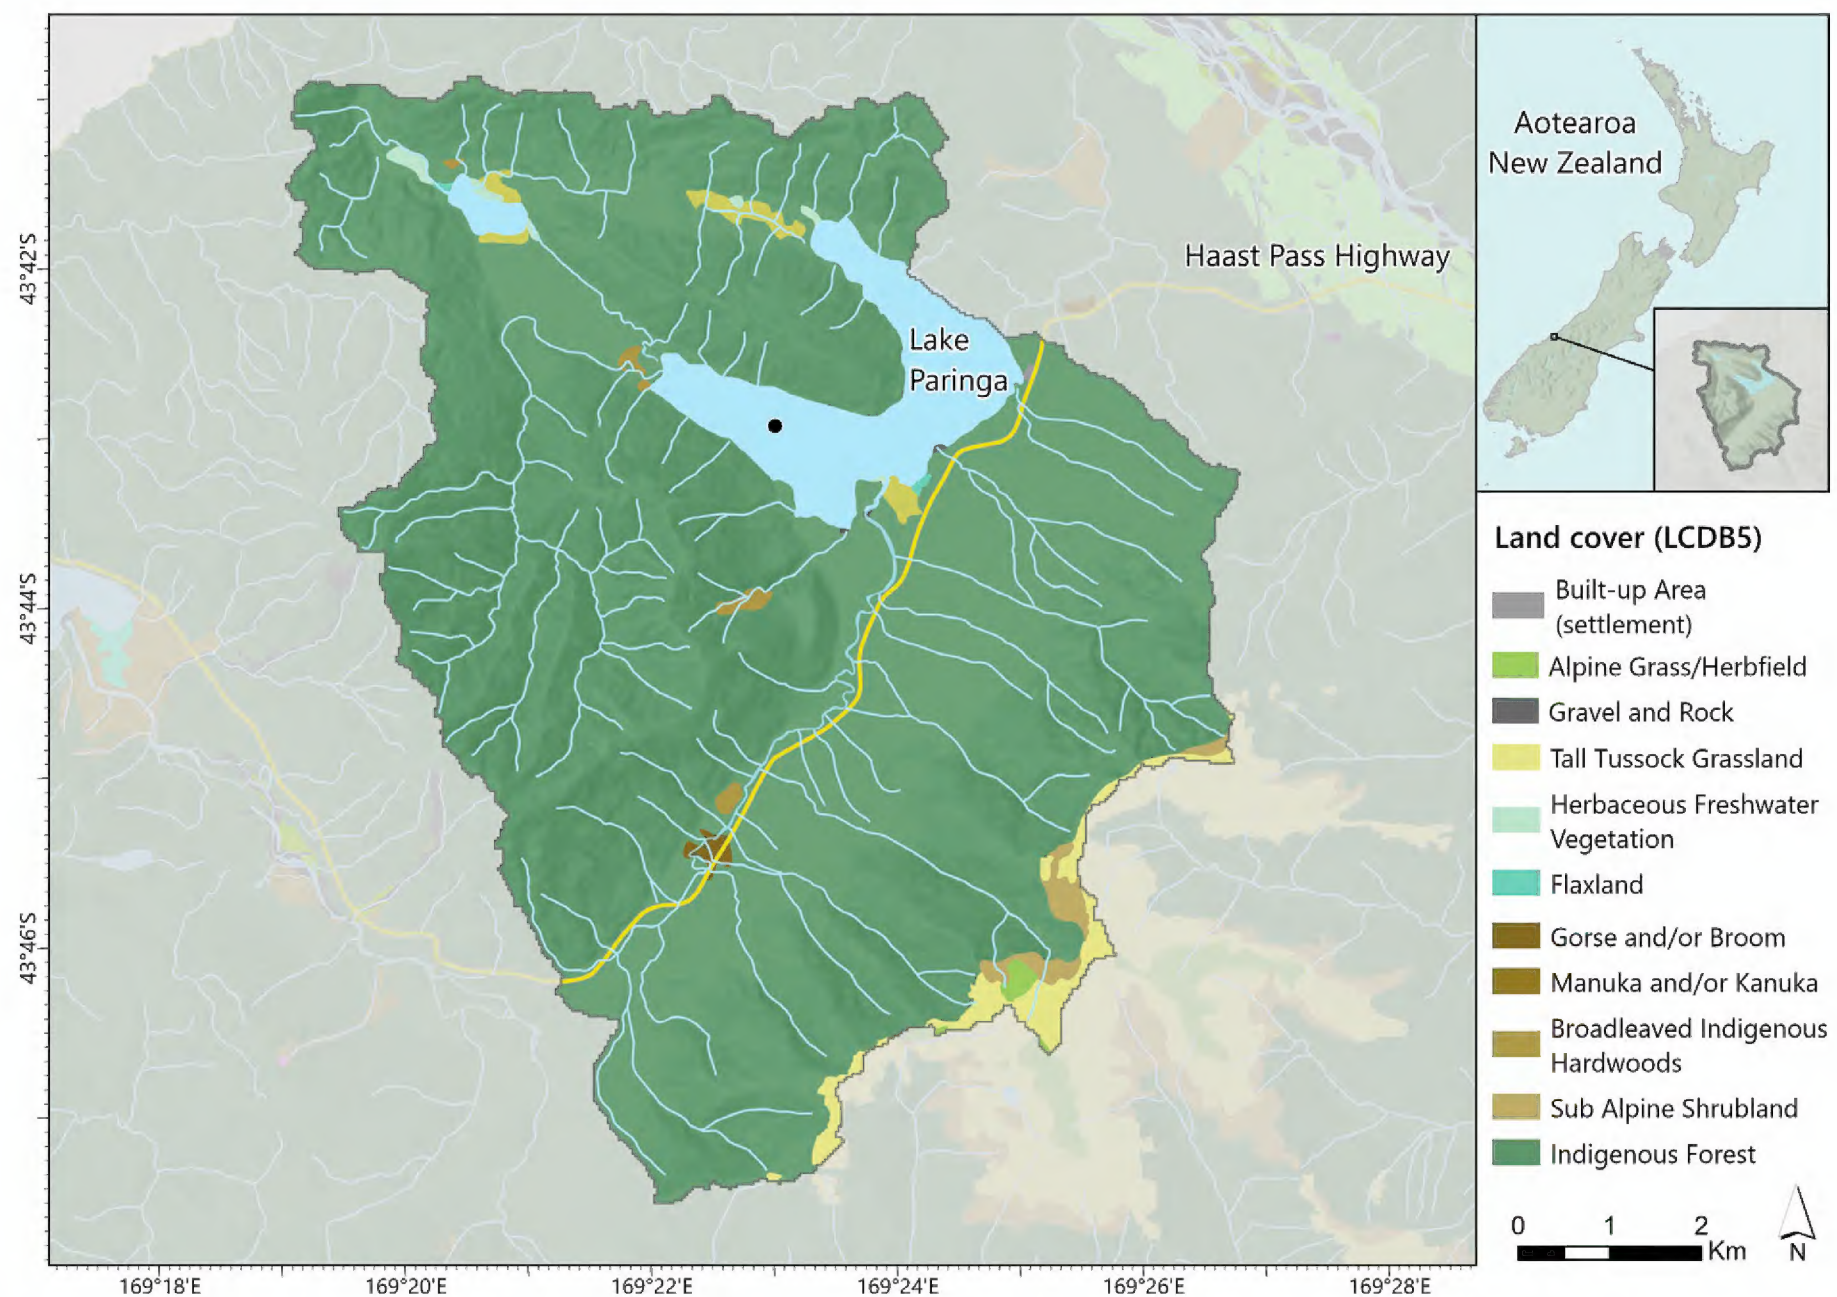 Aotearoa
New Zealand
Haast Pass Highway
Lake
Paringa
43°42'S
43°44'S
43°46'S
169°18'E
169°20'E
169°22'E
169°24'E
169°26'E
169°28'E
Land cover (LCDB5)
Built-up Area
(settlement)
Alpine Grass/Herbfield
Gravel and Rock
Tall Tussock Grassland
Herbaceous Freshwater
Vegetation
Flaxland
Gorse and/or Broom
Manuka and/or Kanuka
Broadleaved Indigenous
Hardwoods
Sub Alpine Shrubland
Indigenous Forest
0 1 2
Km
N